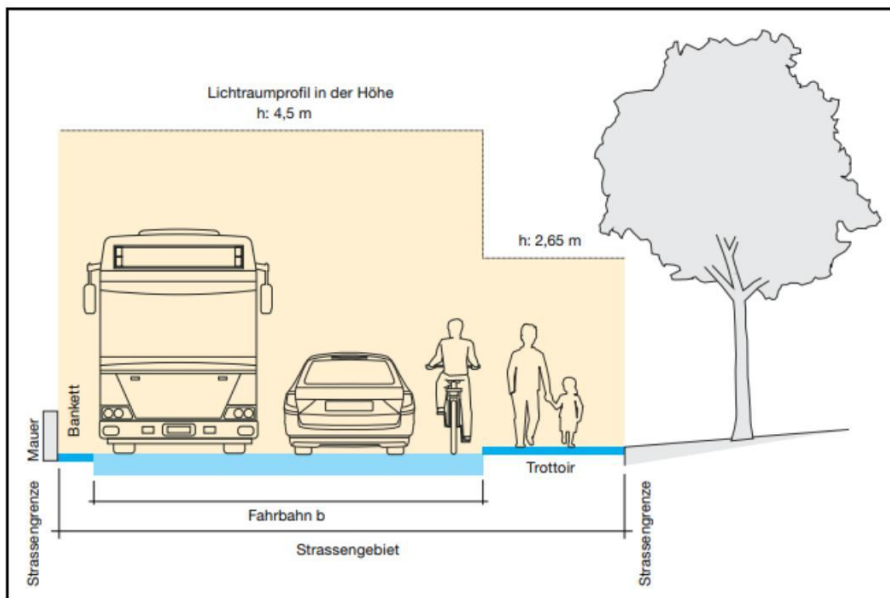 Lichtraumprofil in der Höhe
h: 4,5 m
h: 2,65 m
Bankett
Mauer
Trottoir
Fahrbahn b
Strassengebiet
Strassengrenze
Strassengrenze